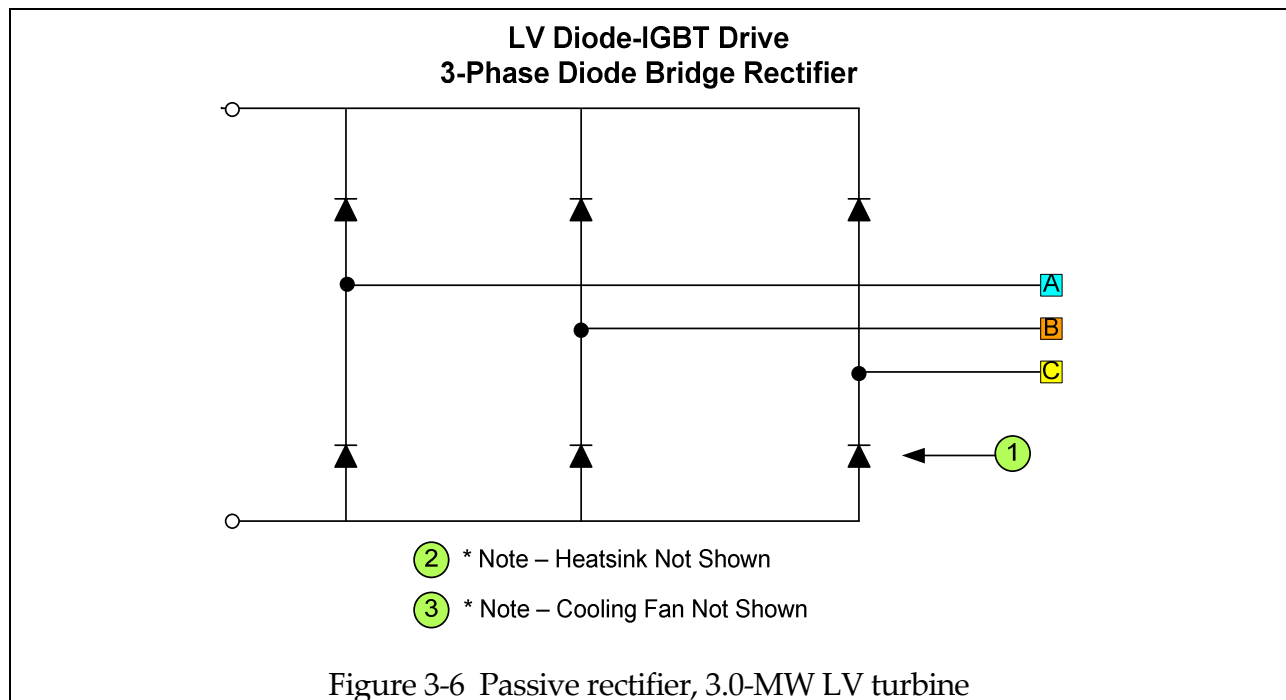 LV Diode-IGBT Drive
3-Phase Diode Bridge Rectifier
A
B
C
1
2 * Note – Heatsink Not Shown
3 * Note – Cooling Fan Not Shown
Figure 3-6 Passive rectifier, 3.0-MW LV turbine